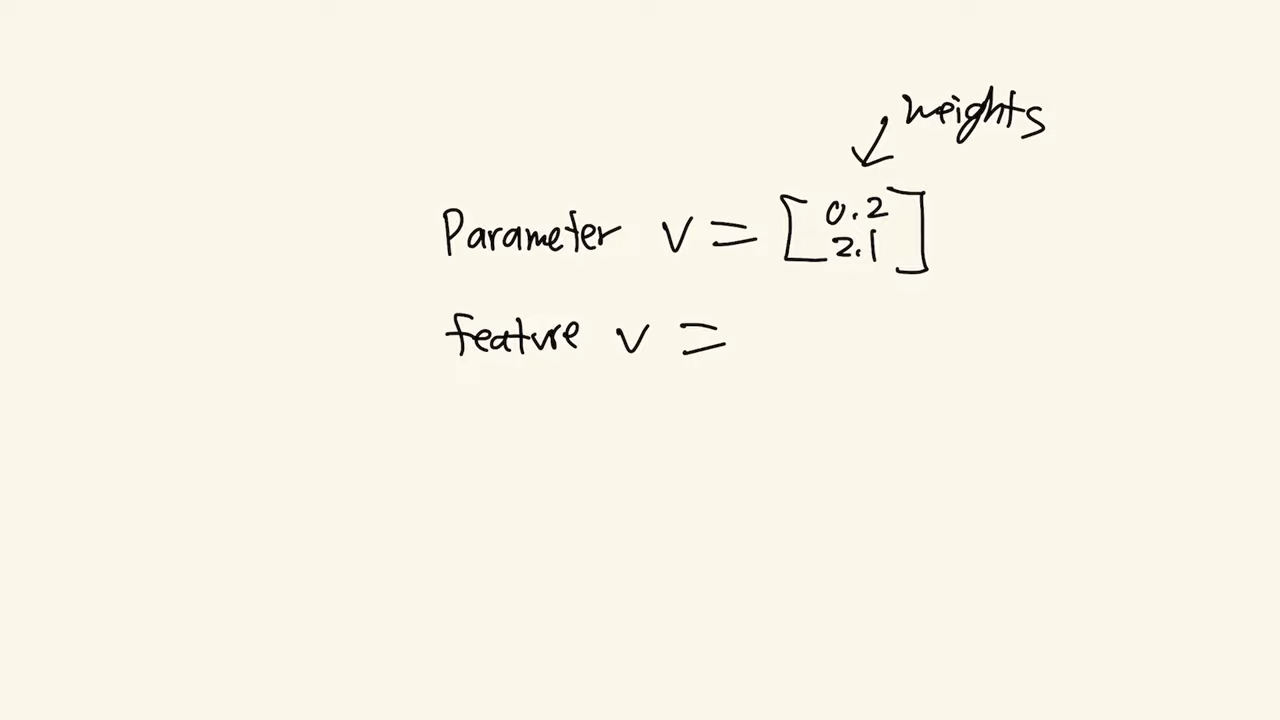 weights
Parameter v = [0.2
2.1]
feature v =